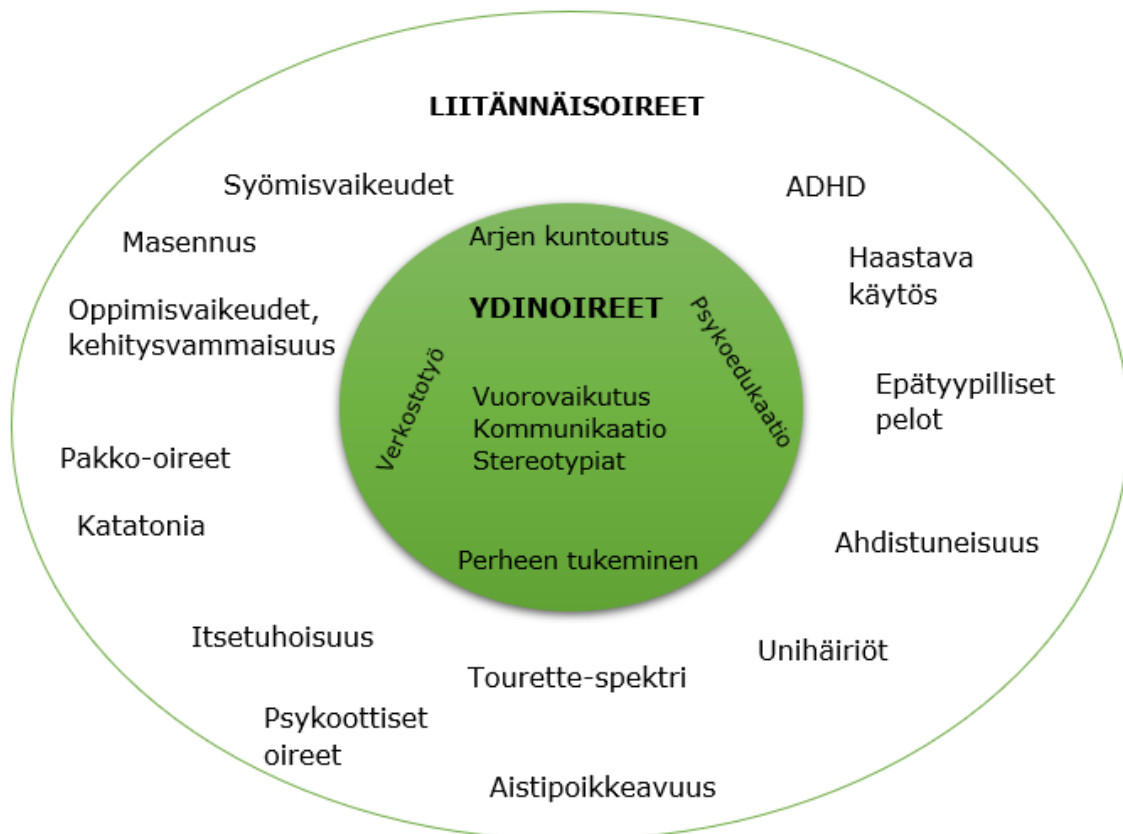 LIITÄNNÄISOIREET
Syömisvaikeudet
ADHD
Masennus
Arjen kuntoutus
Haastava
käytös
Oppimisvaikeudet,
kehitysvammaisuus
YDINOIREET
Psykoedukaatio
Verkostotyö
Vuorovaikutus
Kommunikaatio
Stereotypiat
Epätyypilliset
pelot
Pakko-oireet
Katatonia
Ahdistuneisuus
Perheen tukeminen
Itsetuhoisuus
Unihäiriöt
Tourette-spektri
Psykoottiset
oireet
Aistipoikkeavuus